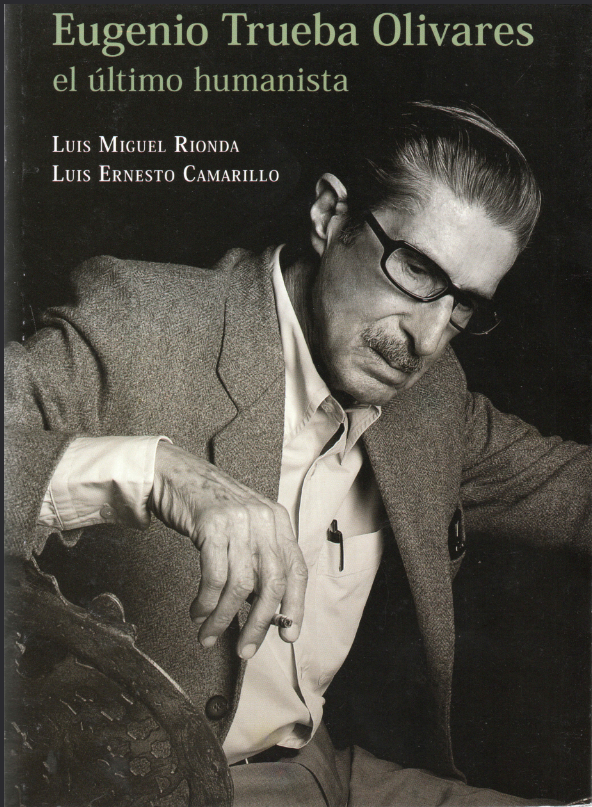 Eugenio Trueba Olivares
el último humanista
LUIS MIGUEL RIONDA
LUIS ERNESTO CAMARILLO